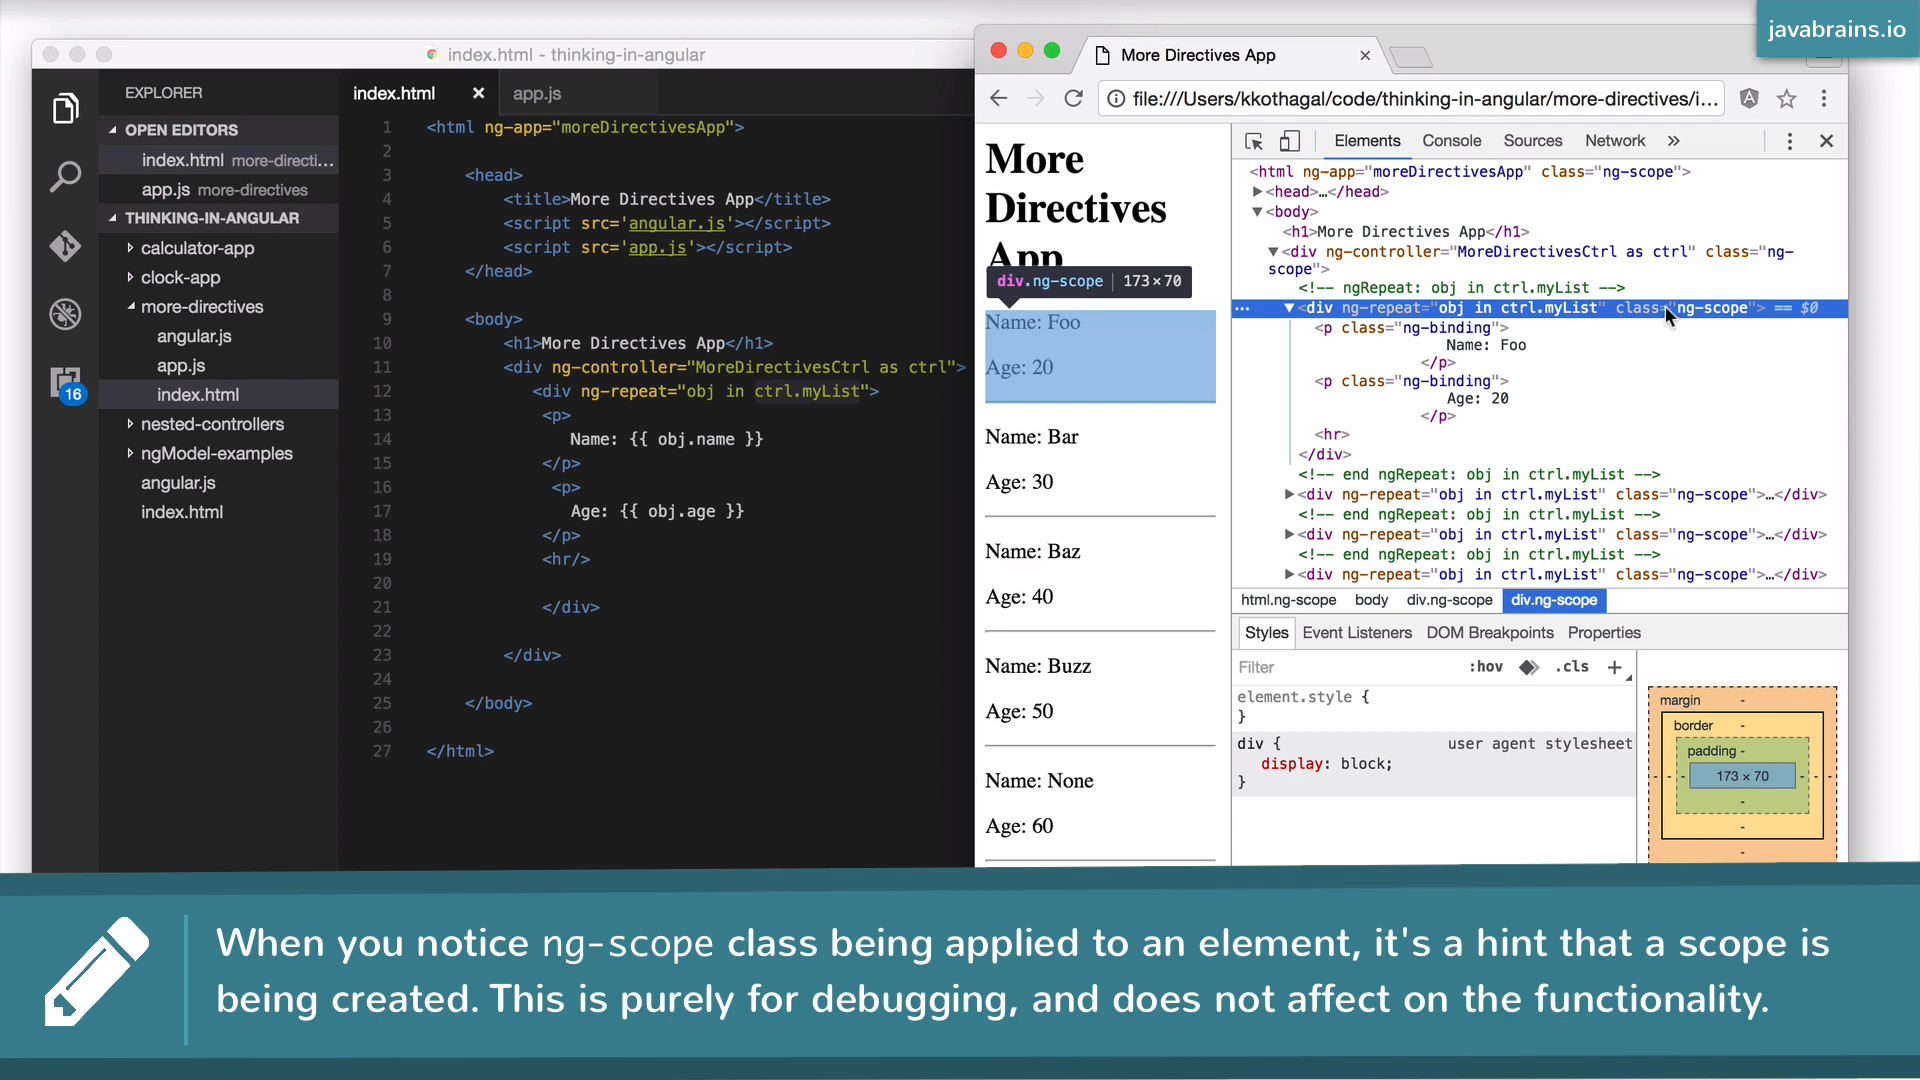 javabrains.io
index.html - thinking-in-angular
EXPLORER
OPEN EDITORS
index.html more-directi...
app.js more-directives
THINKING-IN-ANGULAR
calculator-app
clock-app
more-directives
angular.js
app.js
index.html
nested-controllers
ngModel-examples
angular.js
index.html
16
index.html × app.js
1 <html ng-app="moreDirectivesApp">
2
3 <head>
4 <title>More Directives App</title>
5 <script src='angular.js'></script>
6 <script src='app.js'></script>
7 </head>
8
9 <body>
10 <h1>More Directives App</h1>
11 <div ng-controller="MoreDirectivesCtrl as ctrl">
12 <div ng-repeat="obj in ctrl.myList">
13 <p>
14 Name: {{ obj.name }}
15 </p>
16 <p>
17 Age: {{ obj.age }}
18 </p>
19 <hr/>
20
21 </div>
22
23 </div>
24
25 </body>
26
27 </html>
More Directives App ×
file:///Users/kkothagal/code/thinking-in-angular/more-directives/i...
More
Directives
App
div.ng-scope | 173×70
Name: Foo
Age: 20
Name: Bar
Age: 30
Name: Baz
Age: 40
Name: Buzz
Age: 50
Name: None
Age: 60
Elements Console Sources Network »
<html ng-app="moreDirectivesApp" class="ng-scope">
<head>…</head>
<body>
<h1>More Directives App</h1>
<div ng-controller="MoreDirectivesCtrl as ctrl" class="ng-
scope">
<!-- ngRepeat: obj in ctrl.myList -->
<div ng-repeat="obj in ctrl.myList" class="ng-scope"> == $0
<p class="ng-binding">
Name: Foo
</p>
<p class="ng-binding">
Age: 20
</p>
<hr>
</div>
<!-- end ngRepeat: obj in ctrl.myList -->
<div ng-repeat="obj in ctrl.myList" class="ng-scope">…</div>
<!-- end ngRepeat: obj in ctrl.myList -->
<div ng-repeat="obj in ctrl.myList" class="ng-scope">…</div>
<!-- end ngRepeat: obj in ctrl.myList -->
<div ng-repeat="obj in ctrl.myList" class="ng-scope">…</div>
html.ng-scope body div.ng-scope div.ng-scope
Styles Event Listeners DOM Breakpoints Properties
Filter :hov .cls +
element.style {
}
div { user agent stylesheet
display: block;
}
margin -
border -
padding -
- - - 173 × 70 - - -
-
-
-
When you notice ng-scope class being applied to an element, it's a hint that a scope is
being created. This is purely for debugging, and does not affect on the functionality.